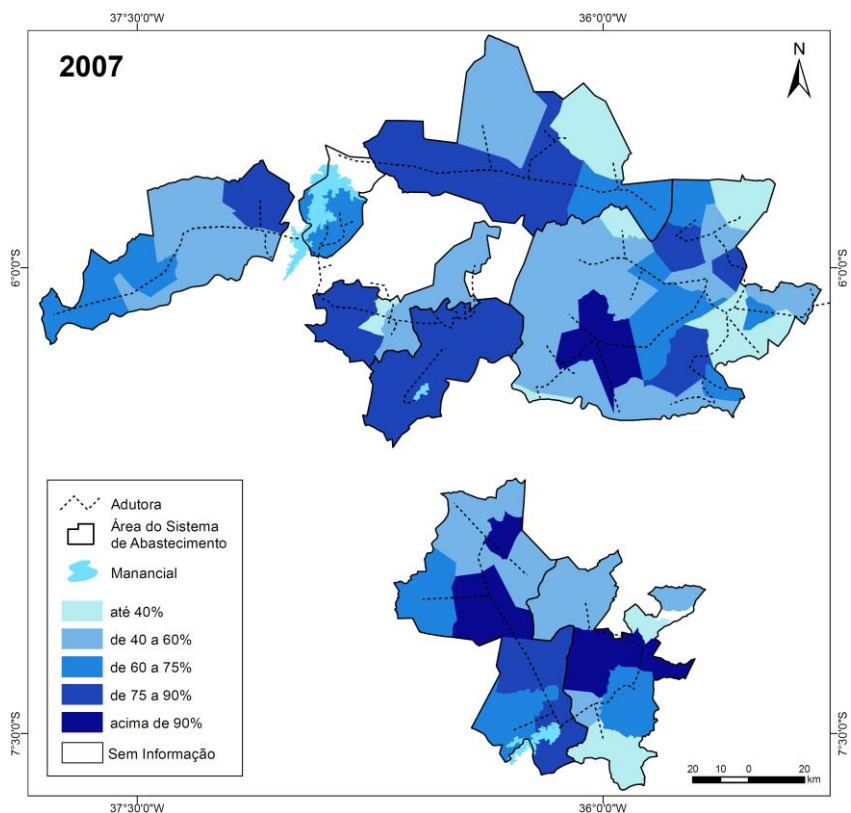 37°30'0"W
36°0'0"W
2007
N
6°0'0"S
6°0'0"S
Adutora
Área do Sistema
de Abastecimento
Manancial
até 40%
de 40 a 60%
de 60 a 75%
de 75 a 90%
acima de 90%
Sem Informação
7°30'0"S
7°30'0"S
20 10 0 20
km
37°30'0"W
36°0'0"W